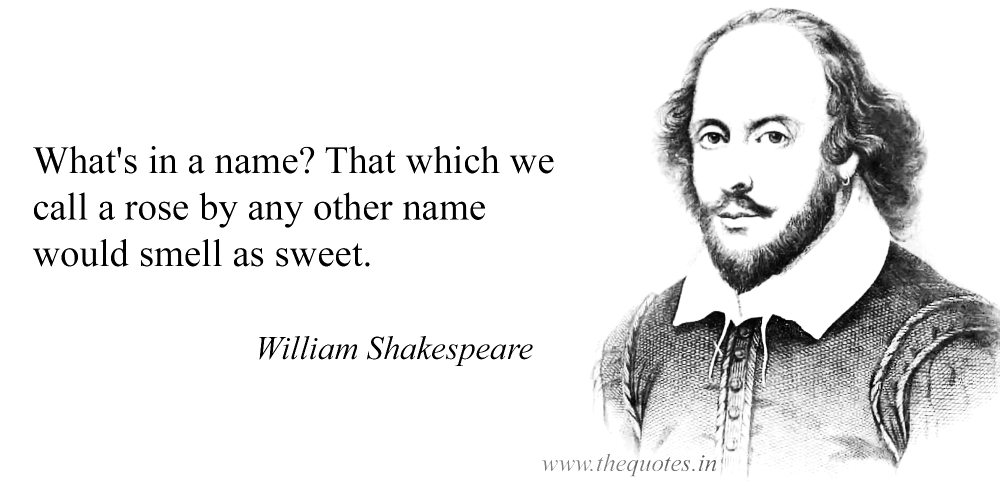 What's in a name? That which we
call a rose by any other name
would smell as sweet.
William Shakespeare
www.thequotes.in